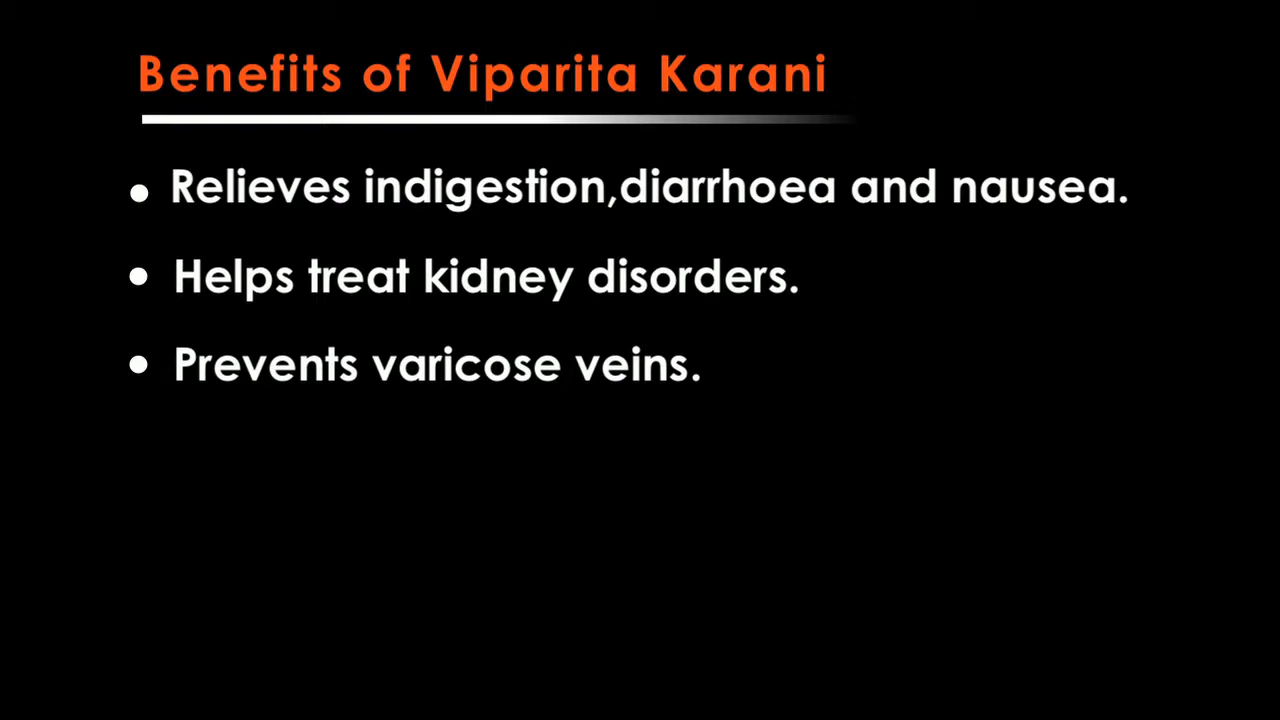 Benefits of Viparita Karani
• Relieves indigestion,diarrhoea and nausea.
• Helps treat kidney disorders.
• Prevents varicose veins.